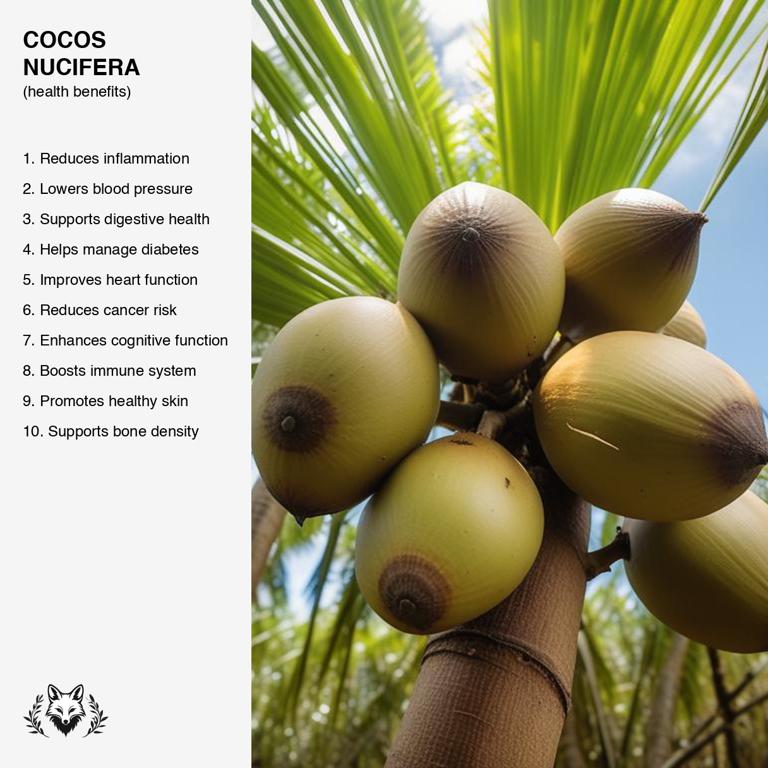 COCOS
NUCIFERA
(health benefits)
1. Reduces inflammation
2. Lowers blood pressure
3. Supports digestive health
4. Helps manage diabetes
5. Improves heart function
6. Reduces cancer risk
7. Enhances cognitive function
8. Boosts immune system
9. Promotes healthy skin
10. Supports bone density